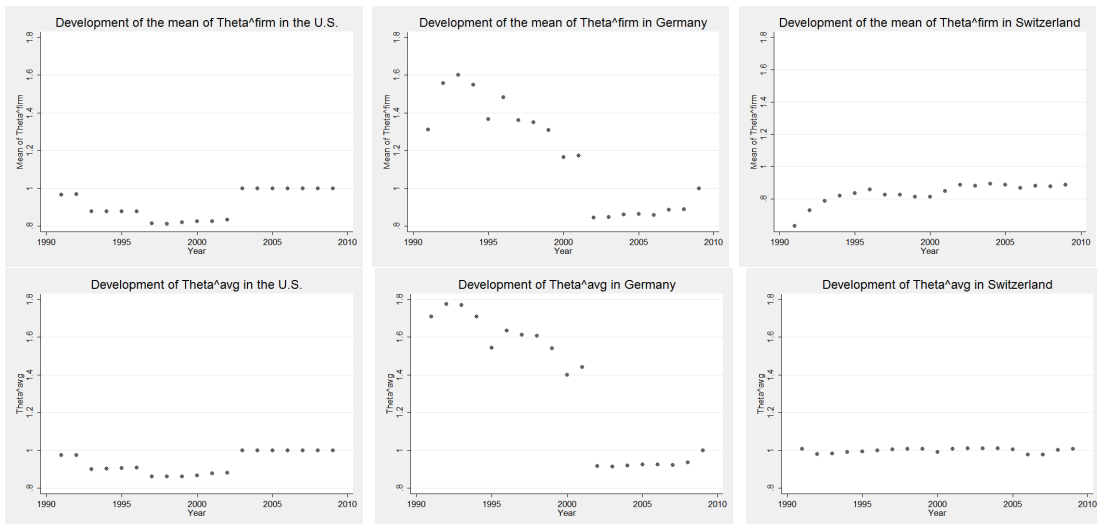 Development of the mean of Theta^firm in the U.S.
Mean of Theta^firm
1.8
1.6
1.4
1.2
1
.8
1990 1995 2000 2005 2010
Year
Development of the mean of Theta^firm in Germany
Mean of Theta^firm
1.8
1.6
1.4
1.2
1
.8
1990 1995 2000 2005 2010
Year
Development of the mean of Theta^firm in Switzerland
Mean of Theta^firm
1.8
1.6
1.4
1.2
1
.8
1990 1995 2000 2005 2010
Year
Development of Theta^avg in the U.S.
Theta^avg
1.8
1.6
1.4
1.2
1
.8
1990 1995 2000 2005 2010
Year
Development of Theta^avg in Germany
Theta^avg
1.8
1.6
1.4
1.2
1
.8
1990 1995 2000 2005 2010
Year
Development of Theta^avg in Switzerland
Theta^avg
1.8
1.6
1.4
1.2
1
.8
1990 1995 2000 2005 2010
Year